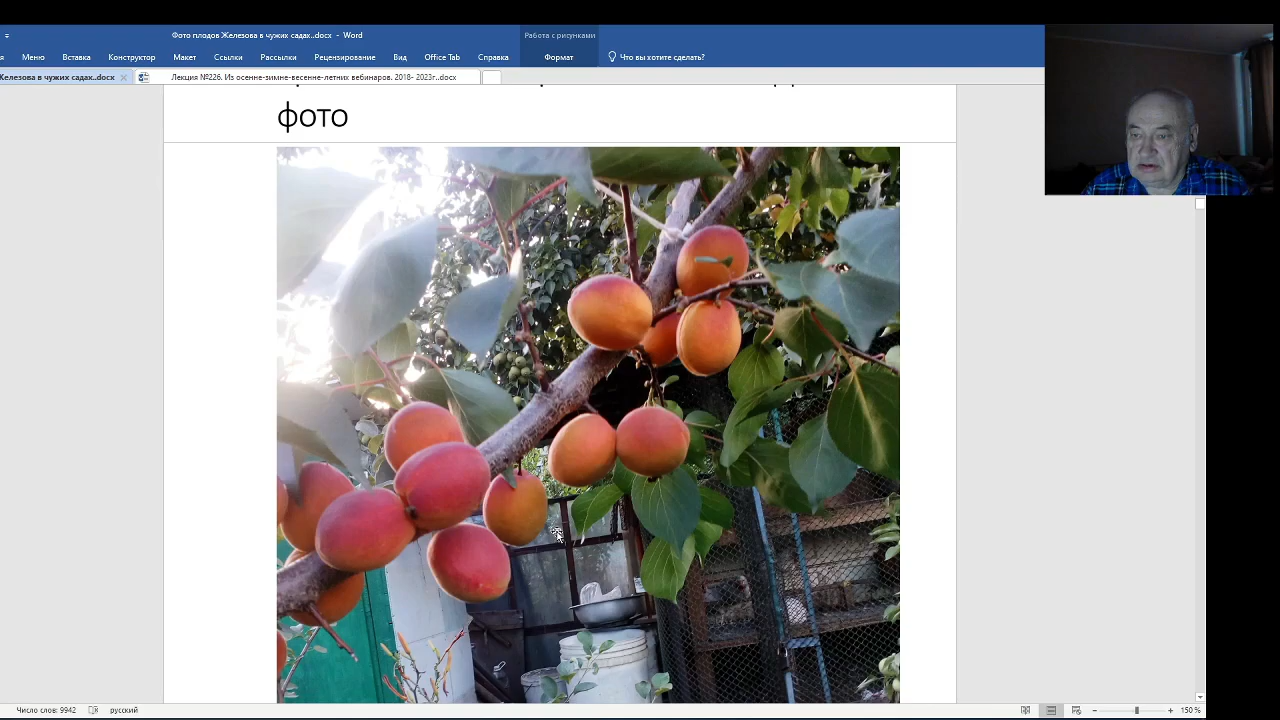 Фото плодов Железова в чужих садах..docx - Word
Работа с рисунками
Меню Вставка Конструктор Макет Ссылки Рассылки Рецензирование Вид Office Tab Справка Формат Что вы хотите сделать?
Железова в чужих садах..docx Лекция №226. Из осенне-зимне-весенне-летних вебинаров. 2018- 2023г..docx
фото
Число слов: 9942 русский 150 %